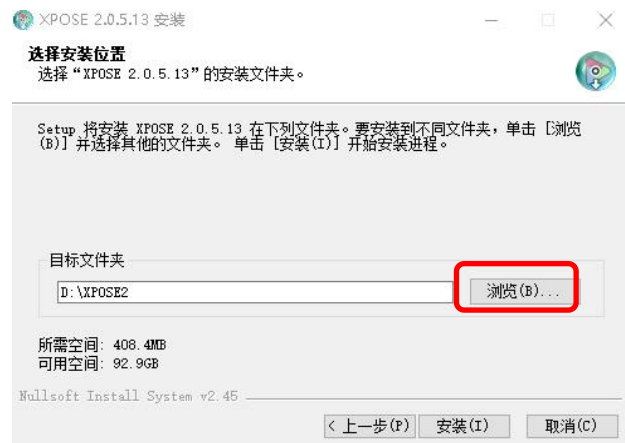 XPOSE 2.0.5.13 安装
选择安装位置
选择“XPOSE 2.0.5.13”的安装文件夹。
Setup 将安装 XPOSE 2.0.5.13 在下列文件夹。要安装到不同文件夹，单击 [浏览
(B)] 并选择其他的文件夹。 单击 [安装(I)] 开始安装进程。
目标文件夹
D:\XPOSE2
浏览(B)...
所需空间: 408.4MB
可用空间: 92.9GB
Nullsoft Install System v2.45
< 上一步(P) 安装(I) 取消(C)